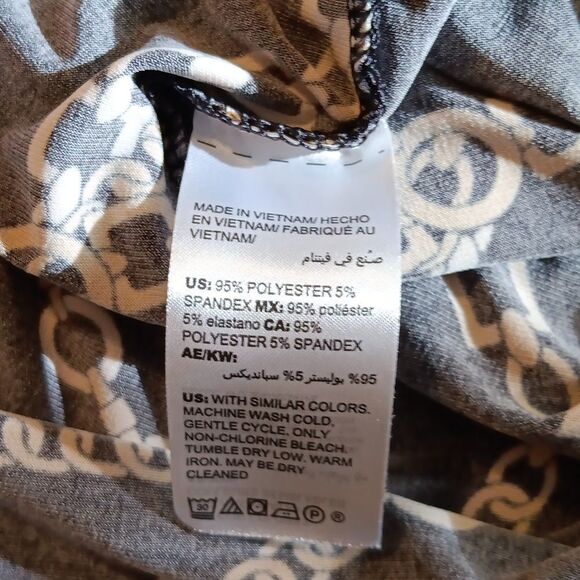 MADE IN VIETNAM/ HECHO
EN VIETNAM/ FABRIQUÉ AU
VIETNAM/
صنع في فيتنام
US: 95% POLYESTER 5%
SPANDEX MX: 95% poliéster
5% elastano CA: 95%
POLYESTER 5% SPANDEX
AE/KW:
95% بوليستر 5% سبانديكس
US: WITH SIMILAR COLORS.
MACHINE WASH COLD.
GENTLE CYCLE. ONLY
NON-CHLORINE BLEACH.
TUMBLE DRY LOW. WARM
IRON. MAY BE DRY
CLEANED
30 P ®